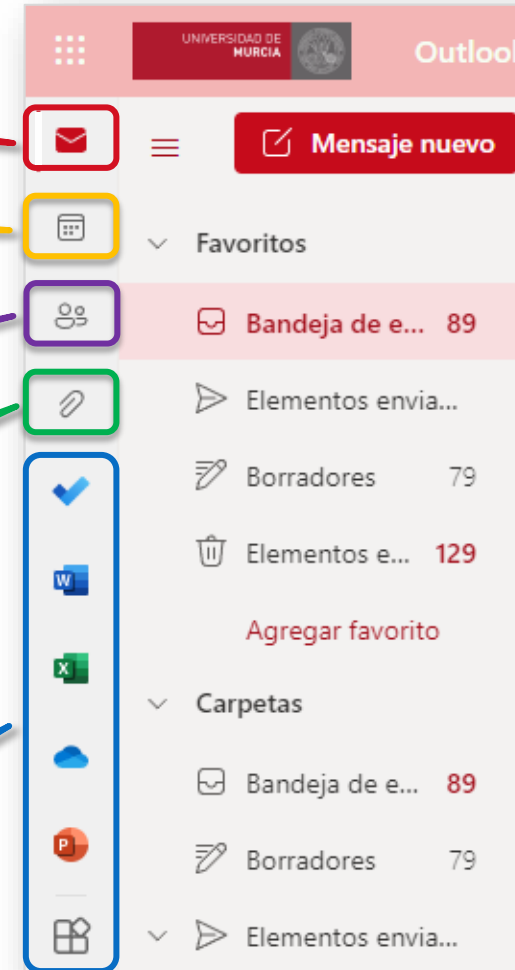 UNIVERSIDAD DE
MURCIA
Outlook
Mensaje nuevo
Favoritos
Bandeja de e... 89
Elementos envia...
Borradores 79
Elementos e... 129
Agregar favorito
Carpetas
Bandeja de e... 89
Borradores 79
Elementos envia...
W
X
P